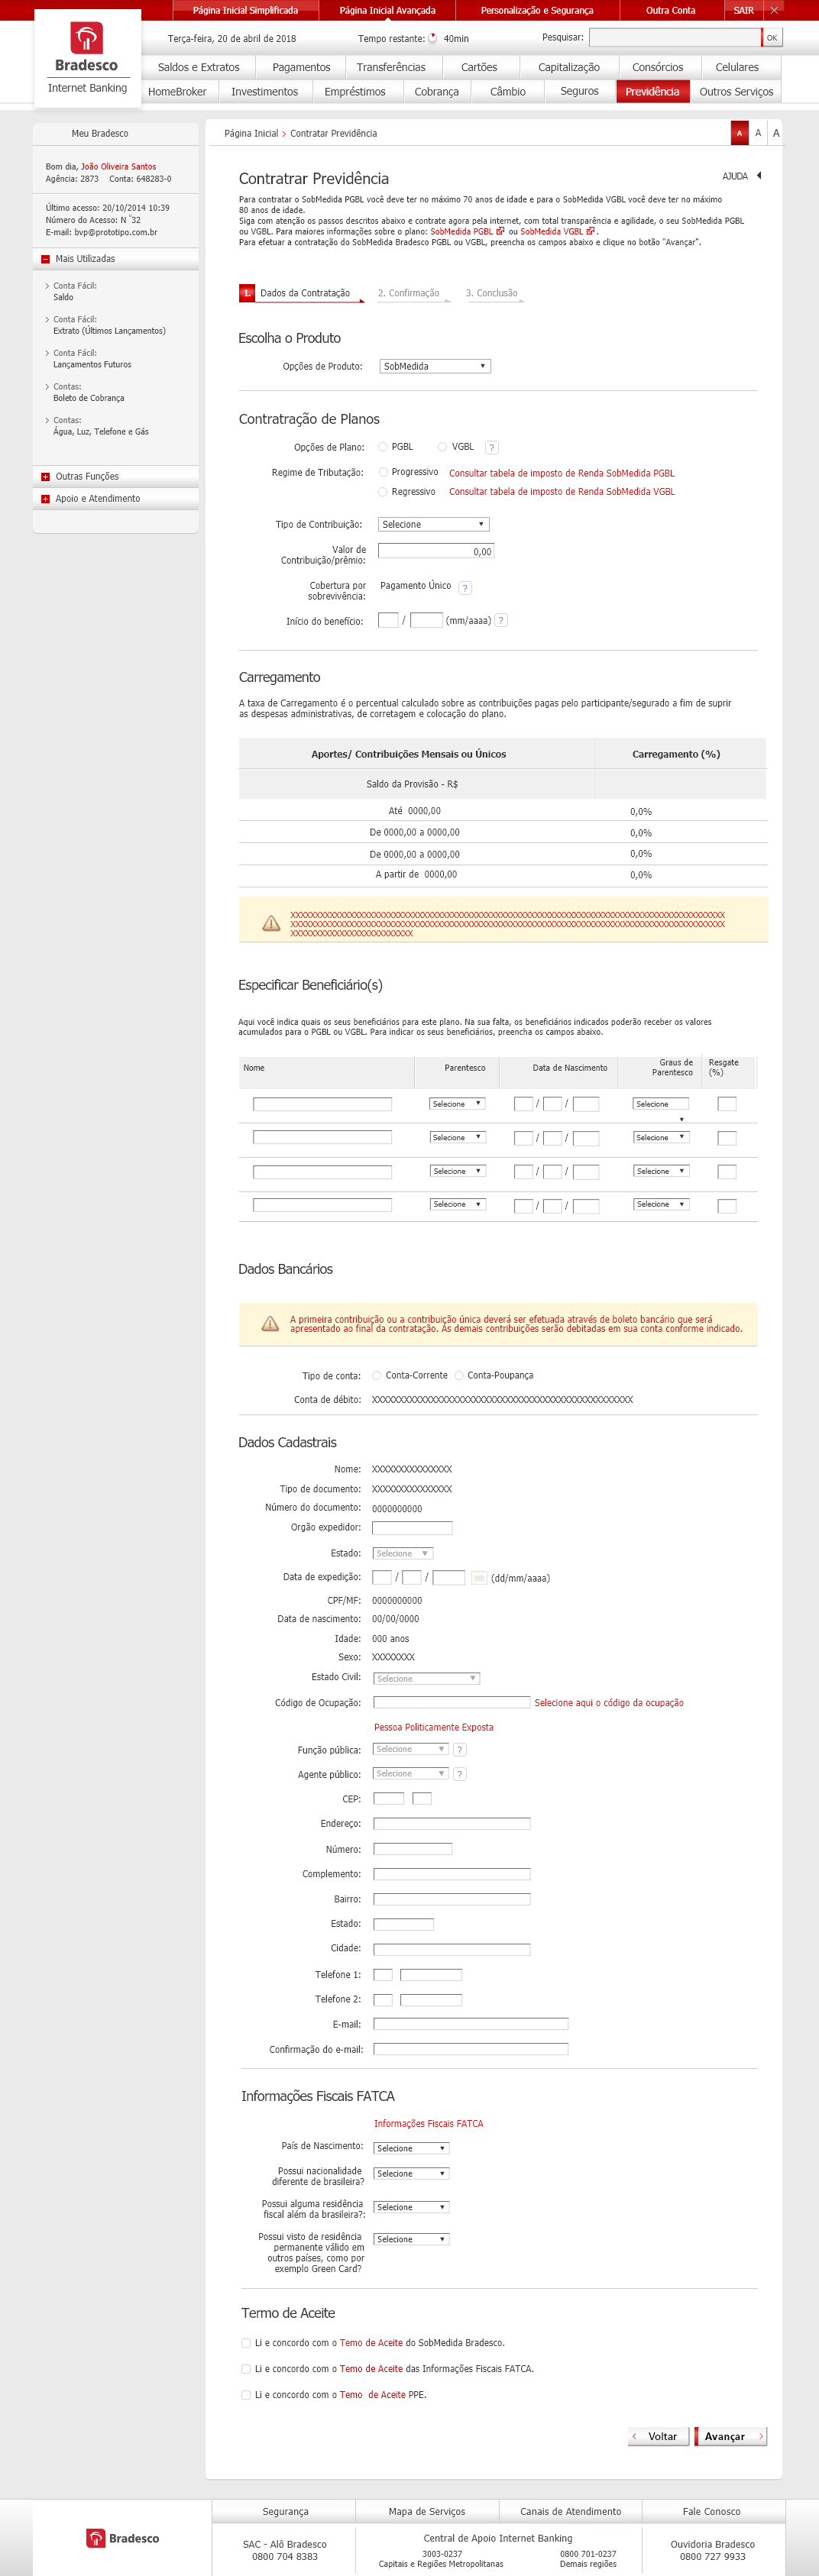 Página Inicial Simplificada Página Inicial Avançada Personalização e Segurança Outra Conta SAIR
Terça-feira, 20 de abril de 2018 Tempo restante: 40min Pesquisar: OK
Bradesco
Internet Banking
Saldos e Extratos Pagamentos Transferências Cartões Capitalização Consórcios Celulares
HomeBroker Investimentos Empréstimos Cobrança Câmbio Seguros Previdência Outros Serviços
Meu Bradesco
Bom dia, João Oliveira Santos
Agência: 2873 Conta: 648283-0
Último acesso: 20/10/2014 10:39
Número do Acesso: N °32
E-mail: bvp@prototipo.com.br
Mais Utilizadas
Conta Fácil:
Saldo
Conta Fácil:
Extrato (Últimos Lançamentos)
Conta Fácil:
Lançamentos Futuros
Contas:
Boleto de Cobrança
Contas:
Água, Luz, Telefone e Gás
Outras Funções
Apoio e Atendimento
Página Inicial > Contratar Previdência A A A
Contratrar Previdência AJUDA
Para contratar o SobMedida PGBL você deve ter no máximo 70 anos de idade e para o SobMedida VGBL você deve ter no máximo
80 anos de idade.
Siga com atenção os passos descritos abaixo e contrate agora pela internet, com total transparência e agilidade, o seu SobMedida PGBL
ou VGBL. Para maiores informações sobre o plano: SobMedida PGBL ou SobMedida VGBL .
Para efetuar a contratação do SobMedida Bradesco PGBL ou VGBL, preencha os campos abaixo e clique no botão "Avançar".
1. Dados da Contratação 2. Confirmação 3. Conclusão
Escolha o Produto
Opções de Produto: SobMedida
Contratração de Planos
Opções de Plano: PGBL VGBL ?
Regime de Tributação: Progressivo Consultar tabela de imposto de Renda SobMedida PGBL
Regressivo Consultar tabela de imposto de Renda SobMedida VGBL
Tipo de Contribuição: Selecione
Valor de
Contribuição/prêmio: 0,00
Cobertura por
sobrevivência: Pagamento Único ?
Início do benefício: / (mm/aaaa) ?
Carregamento
A taxa de Carregamento é o percentual calculado sobre as contribuições pagas pelo participante/segurado a fim de suprir
as despesas administrativas, de corretagem e colocação do plano.
Aportes/ Contribuições Mensais ou Únicos Carregamento (%)
Saldo da Provisão - R$
Até 0000,00 0,0%
De 0000,00 a 0000,00 0,0%
De 0000,00 a 0000,00 0,0%
A partir de 0000,00 0,0%
Especificar Beneficiário(s)
Aqui você indica quais os seus beneficiários para este plano. Na sua falta, os beneficiários indicados poderão receber os valores
acumulados para o PGBL ou VGBL. Para indicar os seus beneficiários, preencha os campos abaixo.
Nome Parentesco Data de Nascimento Graus de Parentesco Resgate (%)
Selecione / / Selecione
Selecione / / Selecione
Selecione / / Selecione
Selecione / / Selecione
Dados Bancários
A primeira contribuição ou a contribuição única deverá ser efetuada através de boleto bancário que será
apresentado ao final da contratação. As demais contribuições serão debitadas em sua conta conforme indicado.
Tipo de conta: Conta-Corrente Conta-Poupança
Conta de débito:
Dados Cadastrais
Nome: XXXXXXXXXXXXXXX
Tipo de documento: XXXXXXXXXXXXXXX
Número do documento: 0000000000
Orgão expedidor:
Estado: Selecione
Data de expedição: / / (dd/mm/aaaa)
CPF/MF: 0000000000
Data de nascimento: 00/00/0000
Idade: 000 anos
Sexo: XXXXXXXX
Estado Civil: Selecione
Código de Ocupação: Selecione aqui o código da ocupação
Pessoa Politicamente Exposta
Função pública: Selecione ?
Agente público: Selecione ?
CEP:
Endereço:
Número:
Complemento:
Bairro:
Estado:
Cidade:
Telefone 1:
Telefone 2:
E-mail:
Confirmação do e-mail:
Informações Fiscais FATCA
Informações Fiscais FATCA
País de Nascimento: Selecione
Possui nacionalidade
diferente de brasileira? Selecione
Possui alguma residência
fiscal além da brasileira?: Selecione
Possui visto de residência
permanente válido em
outros países, como por
exemplo Green Card? Selecione
Termo de Aceite
Li e concordo com o Temo de Aceite do SobMedida Bradesco.
Li e concordo com o Temo de Aceite das Informações Fiscais FATCA.
Li e concordo com o Temo de Aceite PPE.
Voltar Avançar
Bradesco
Segurança Mapa de Serviços Canais de Atendimento Fale Conosco
SAC - Alô Bradesco
0800 704 8383
Central de Apoio Internet Banking
3003-0237 0800 701-0237
Capitais e Regiões Metropolitanas Demais regiões
Ouvidoria Bradesco
0800 727 9933